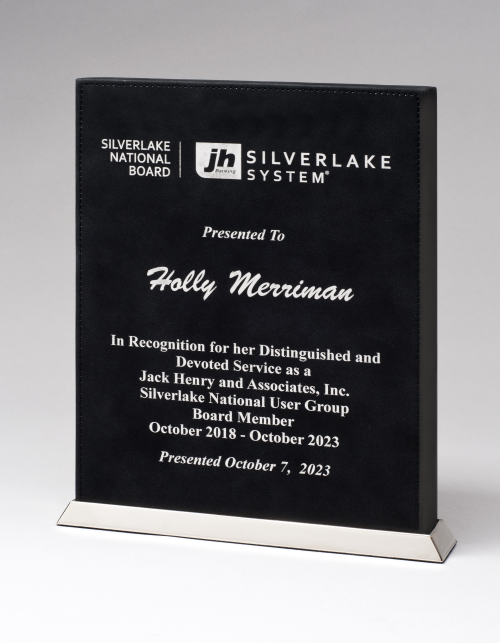 SILVERLAKE
NATIONAL
BOARD
jh
Banking
SILVERLAKE
SYSTEM®
Presented To
Holly Merriman
In Recognition for her Distinguished and
Devoted Service as a
Jack Henry and Associates, Inc.
Silverlake National User Group
Board Member
October 2018 - October 2023
Presented October 7, 2023